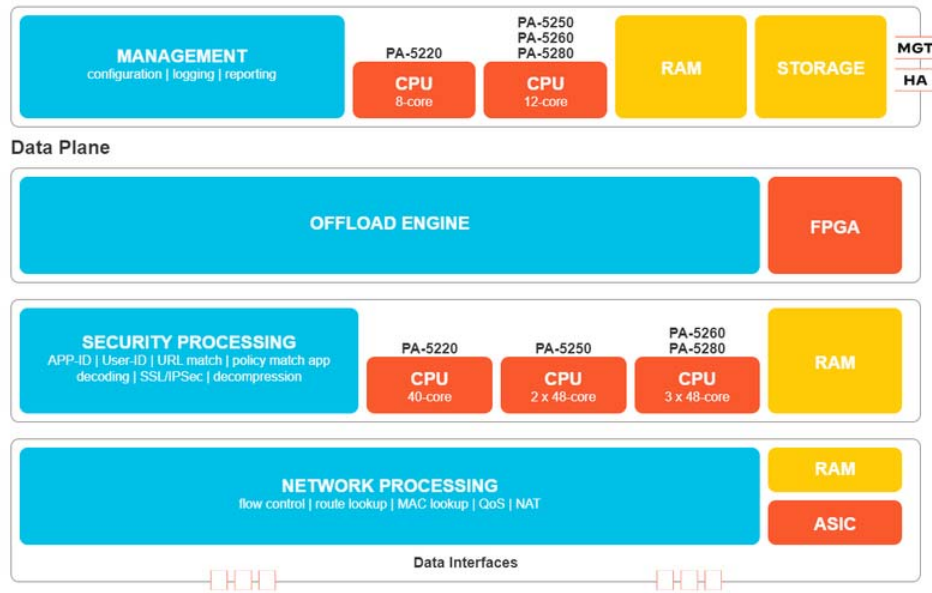 MANAGEMENT
configuration | logging | reporting
PA-5220
CPU
8-core
PA-5250
PA-5260
PA-5280
CPU
12-core
RAM
STORAGE
MGT
HA
Data Plane
OFFLOAD ENGINE
FPGA
SECURITY PROCESSING
APP-ID | User-ID | URL match | policy match app
decoding | SSL/IPSec | decompression
PA-5220
CPU
40-core
PA-5250
CPU
2 x 48-core
PA-5260
PA-5280
CPU
3 x 48-core
RAM
NETWORK PROCESSING
flow control | route lookup | MAC lookup | QoS | NAT
RAM
ASIC
Data Interfaces